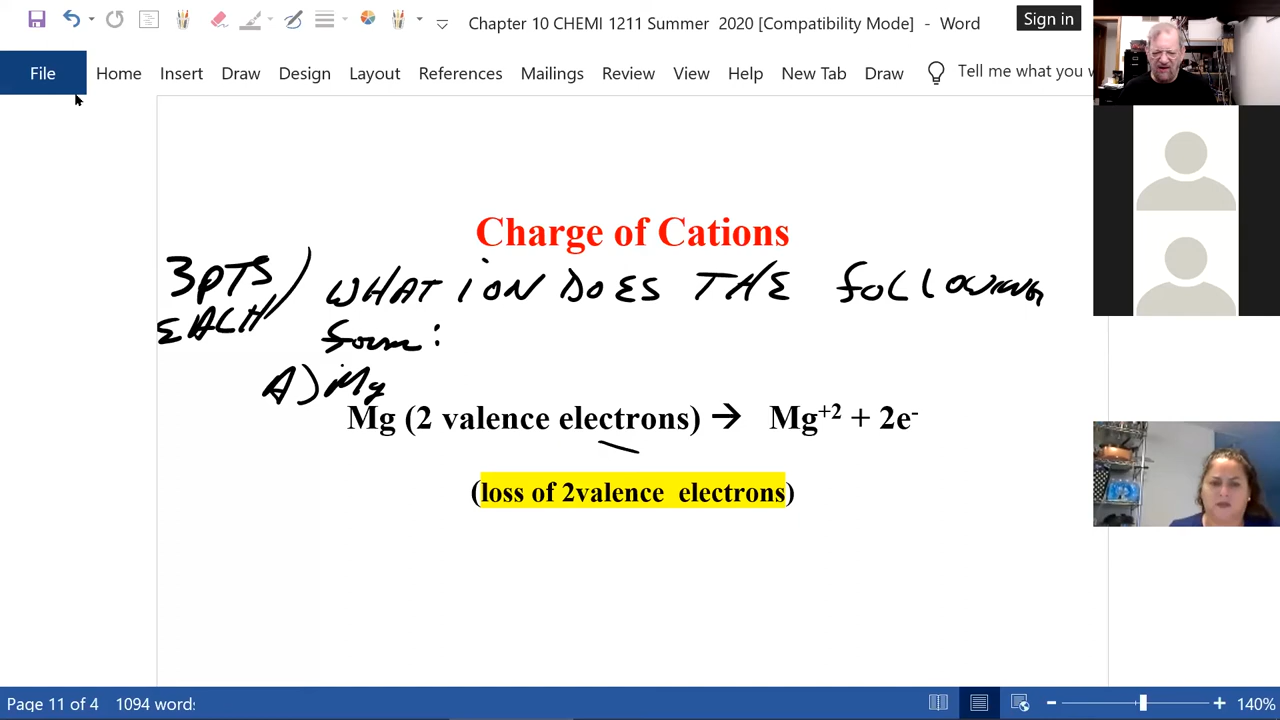 Chapter 10 CHEMI 1211 Summer 2020 [Compatibility Mode] - Word
Sign in
File Home Insert Draw Design Layout References Mailings Review View Help New Tab Draw Tell me what you w
Charge of Cations
3PTS EACH) WHAT ION DOES THE following
form:
A) Mg
Mg (2 valence electrons) → Mg⁺² + 2e⁻
(loss of 2valence electrons)
Page 11 of 4 1094 words
140%